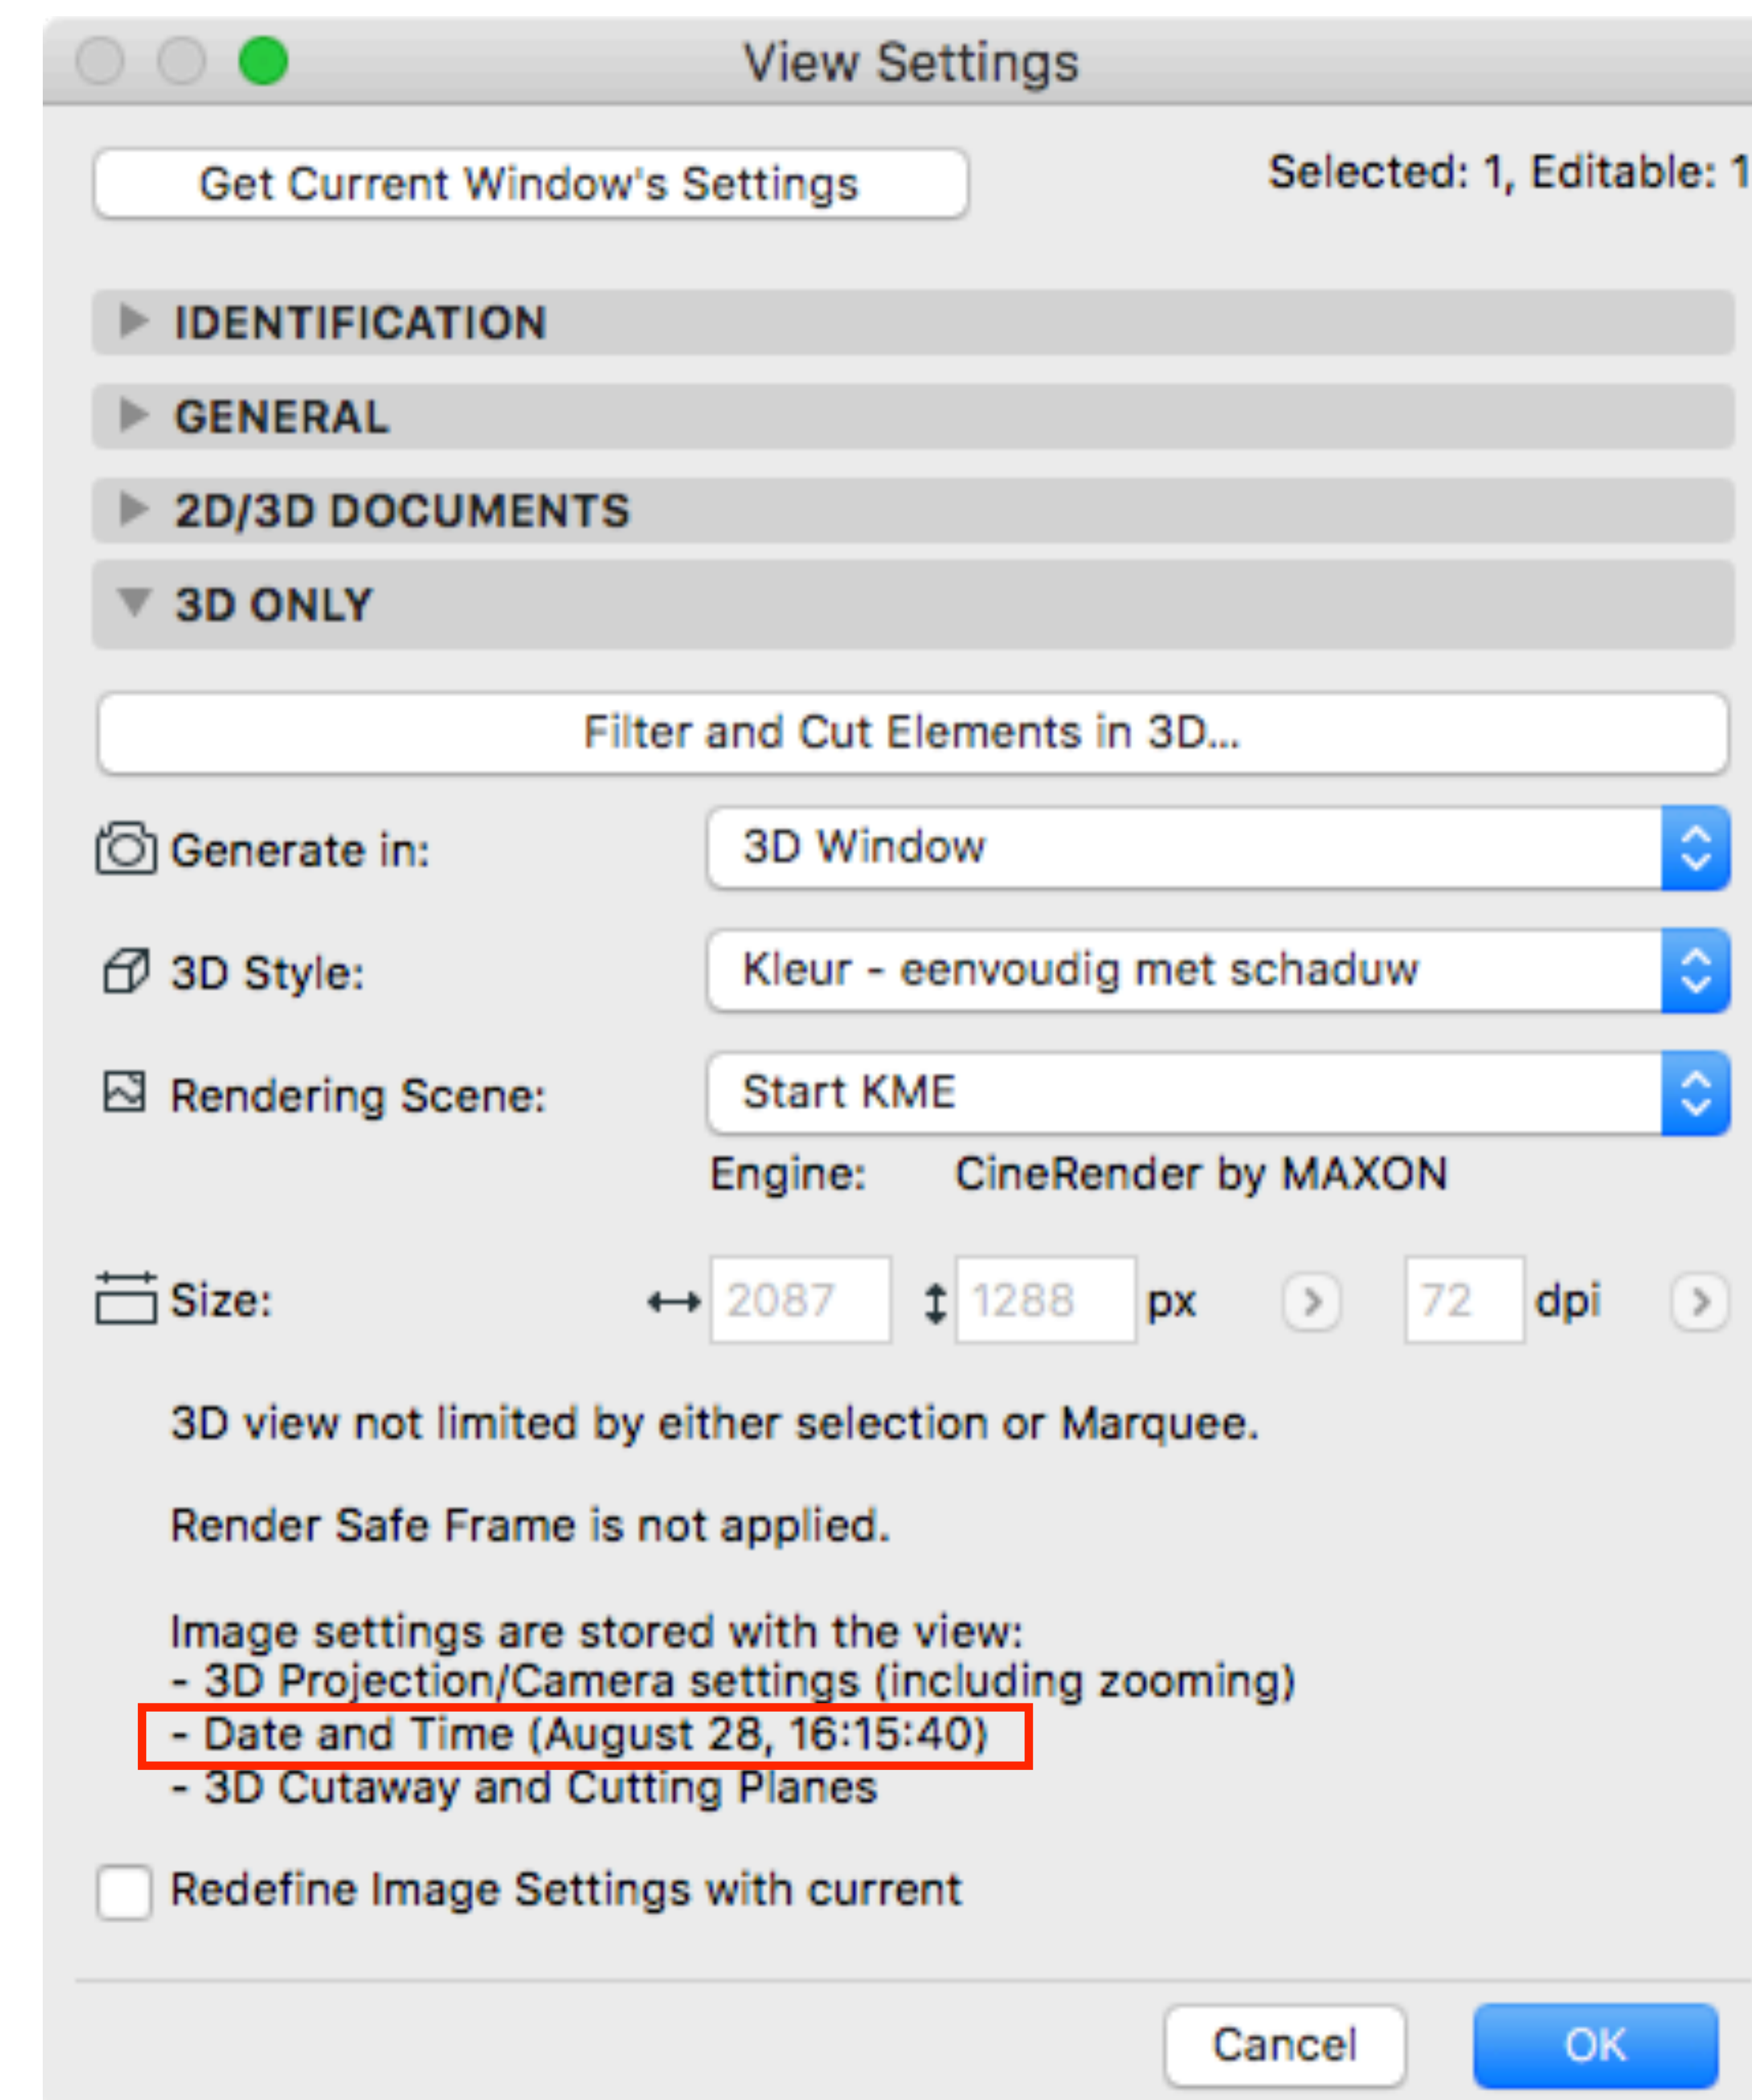 View Settings
Get Current Window's Settings
Selected: 1, Editable: 1
IDENTIFICATION
GENERAL
2D/3D DOCUMENTS
3D ONLY
Filter and Cut Elements in 3D...
Generate in: 3D Window
3D Style: Kleur - eenvoudig met schaduw
Rendering Scene: Start KME
Engine: CineRender by MAXON
Size: 2087 1288 px 72 dpi
3D view not limited by either selection or Marquee.
Render Safe Frame is not applied.
Image settings are stored with the view:
- 3D Projection/Camera settings (including zooming)
- Date and Time (August 28, 16:15:40)
- 3D Cutaway and Cutting Planes
Redefine Image Settings with current
Cancel OK